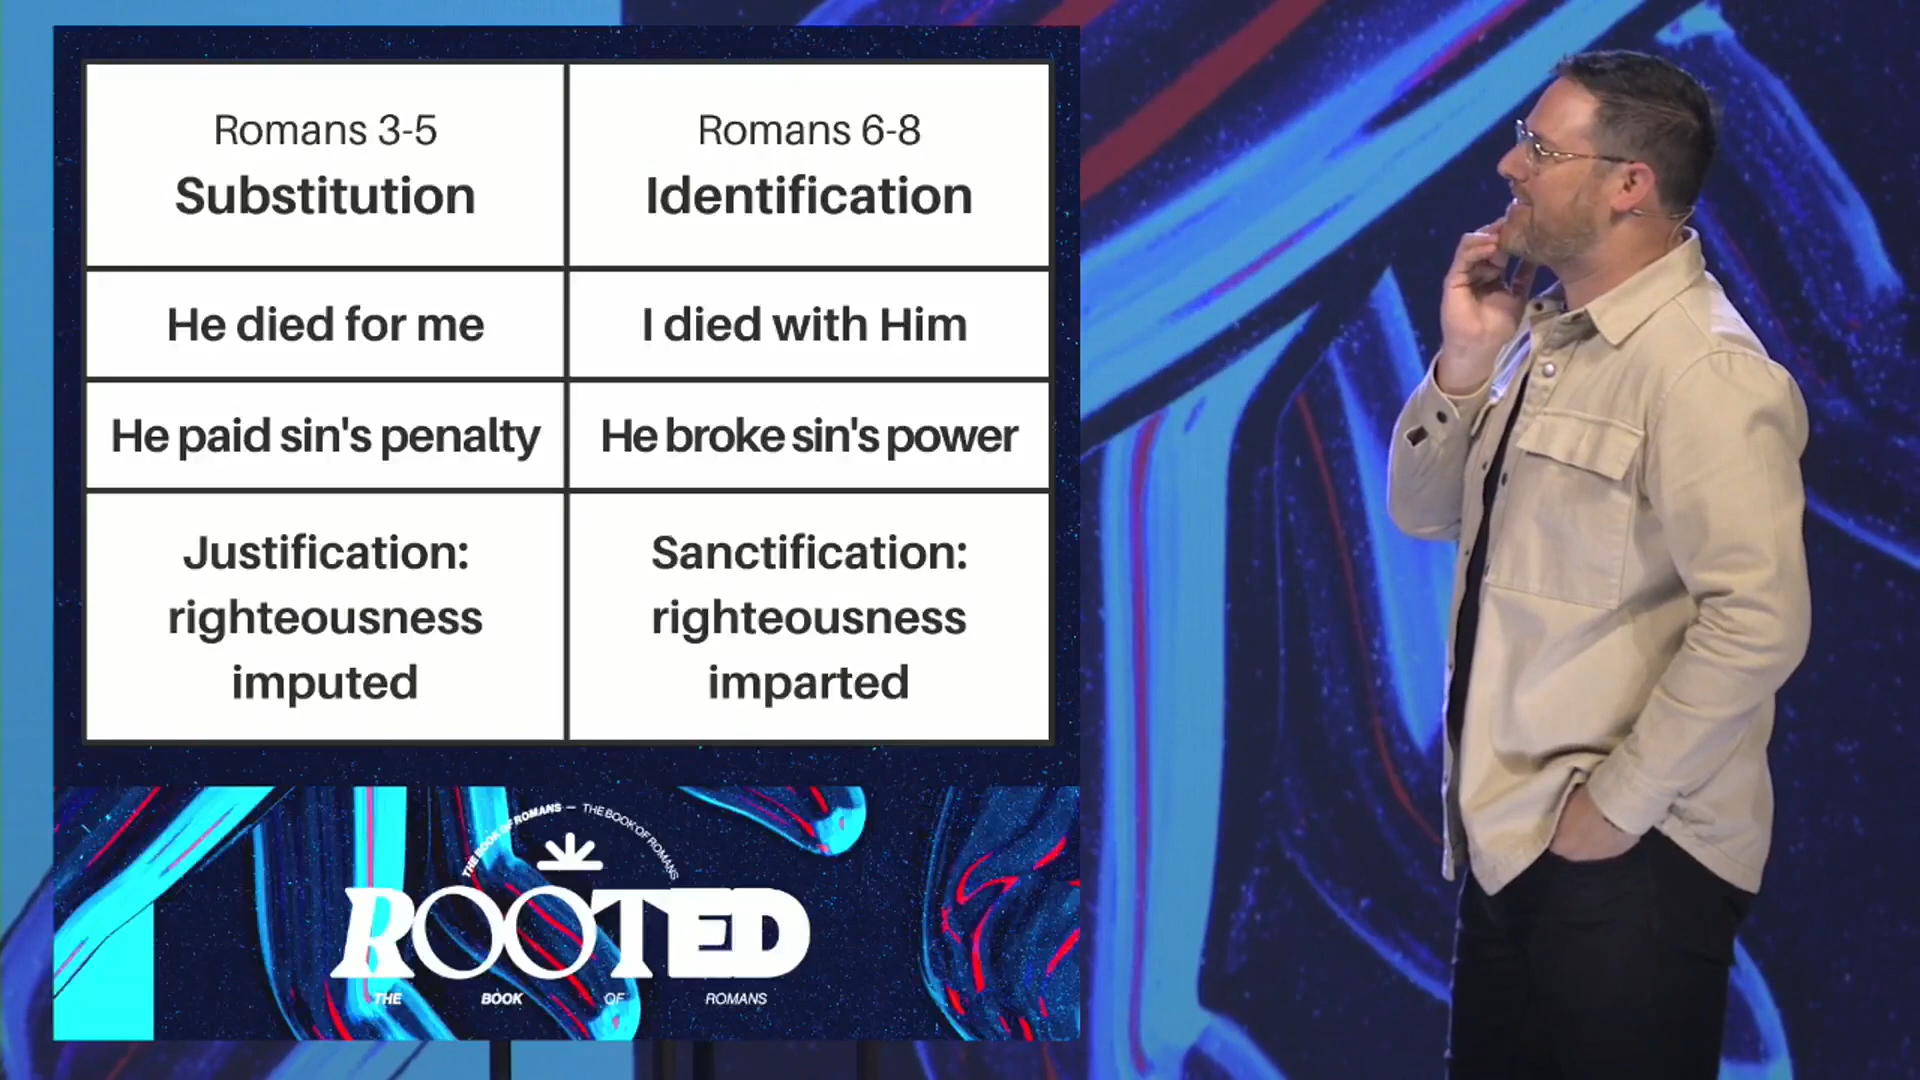 Romans 3-5
Substitution
Romans 6-8
Identification
He died for me
I died with Him
He paid sin's penalty
He broke sin's power
Justification:
righteousness
imputed
Sanctification:
righteousness
imparted
THE BOOK OF ROMANS — THE BOOK OF ROMANS
ROOTED
THE BOOK OF ROMANS